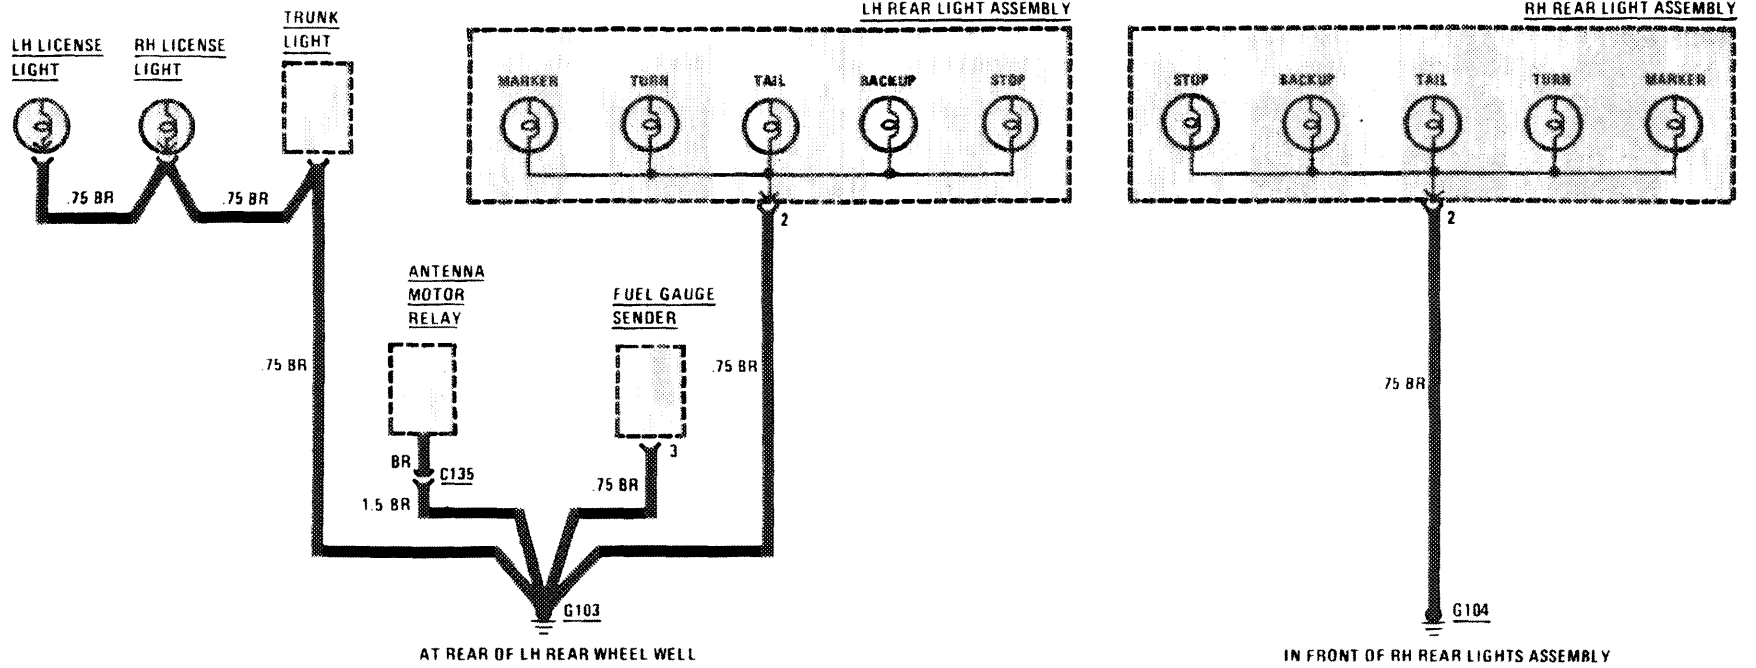 LH REAR LIGHT ASSEMBLY
RH REAR LIGHT ASSEMBLY
TRUNK
LIGHT
LH LICENSE
LIGHT
RH LICENSE
LIGHT
MARKER
TURN
TAIL
BACKUP
STOP
STOP
BACKUP
TAIL
TURN
MARKER
.75 BR
.75 BR
2
2
ANTENNA
MOTOR
RELAY
FUEL GAUGE
SENDER
.75 BR
.75 BR
.75 BR
BR
C135
1.5 BR
3
.75 BR
G103
G104
AT REAR OF LH REAR WHEEL WELL
IN FRONT OF RH REAR LIGHTS ASSEMBLY